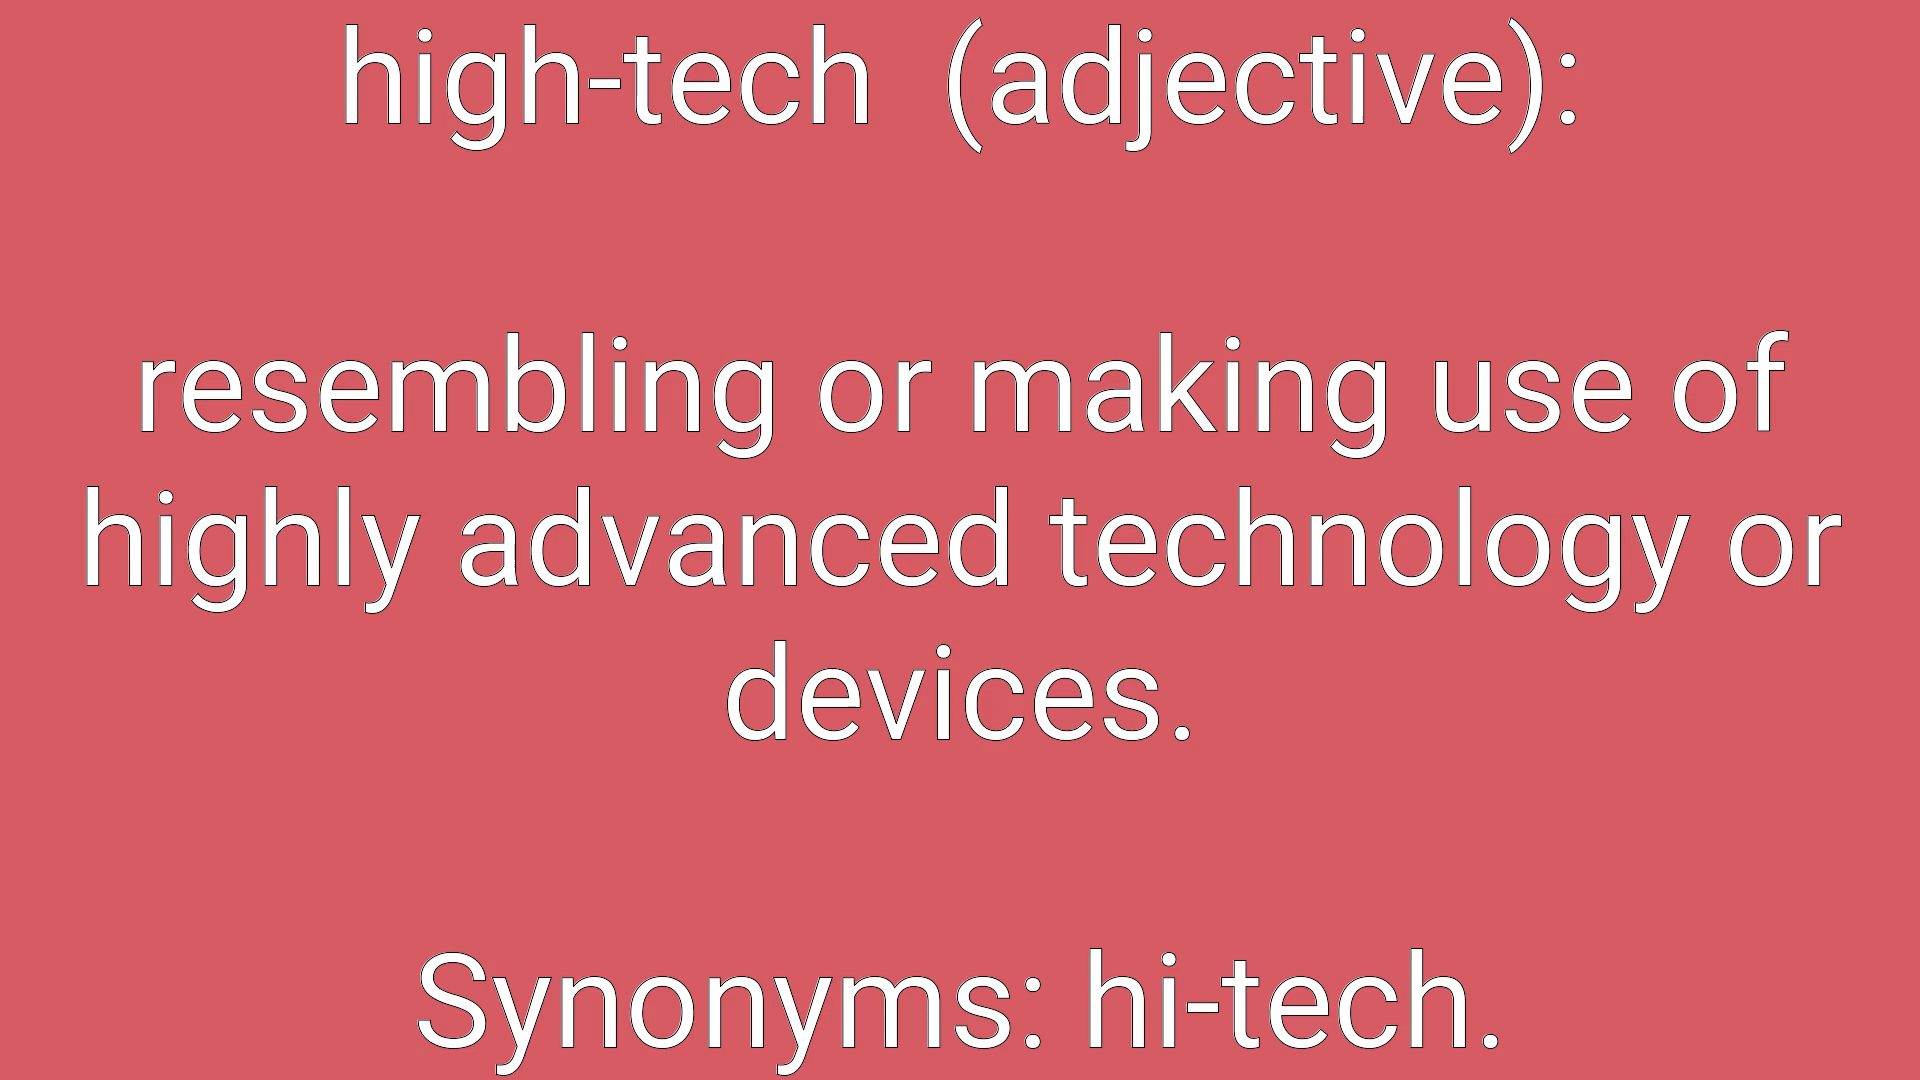 high-tech  (adjective):
resembling or making use of
highly advanced technology or
devices.
Synonyms: hi-tech.